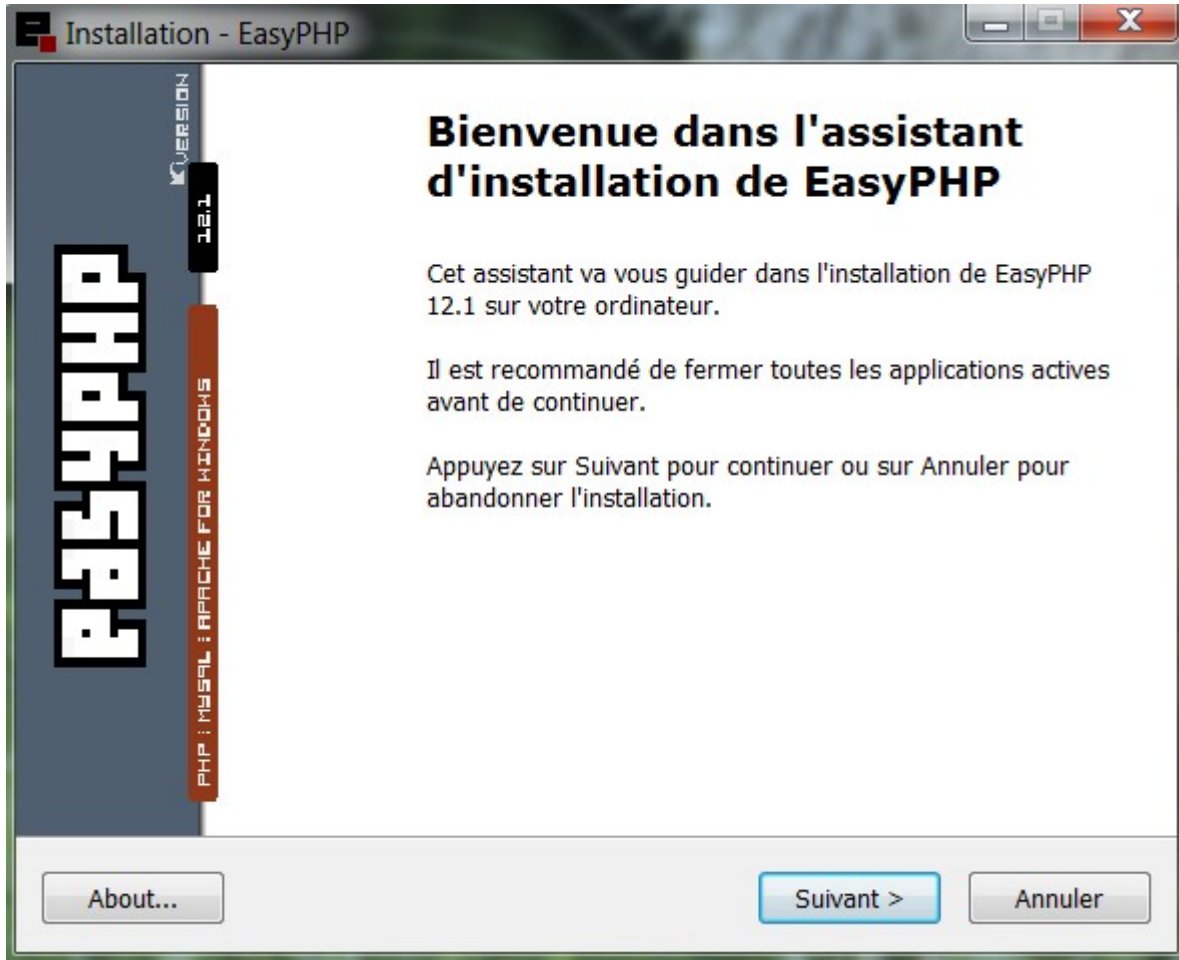 Installation - EasyPHP
VERSION
12.1
easyphp
PHP : MYSQL : APACHE FOR WINDOWS
Bienvenue dans l'assistant
d'installation de EasyPHP
Cet assistant va vous guider dans l'installation de EasyPHP
12.1 sur votre ordinateur.
Il est recommandé de fermer toutes les applications actives
avant de continuer.
Appuyez sur Suivant pour continuer ou sur Annuler pour
abandonner l'installation.
About...
Suivant >
Annuler